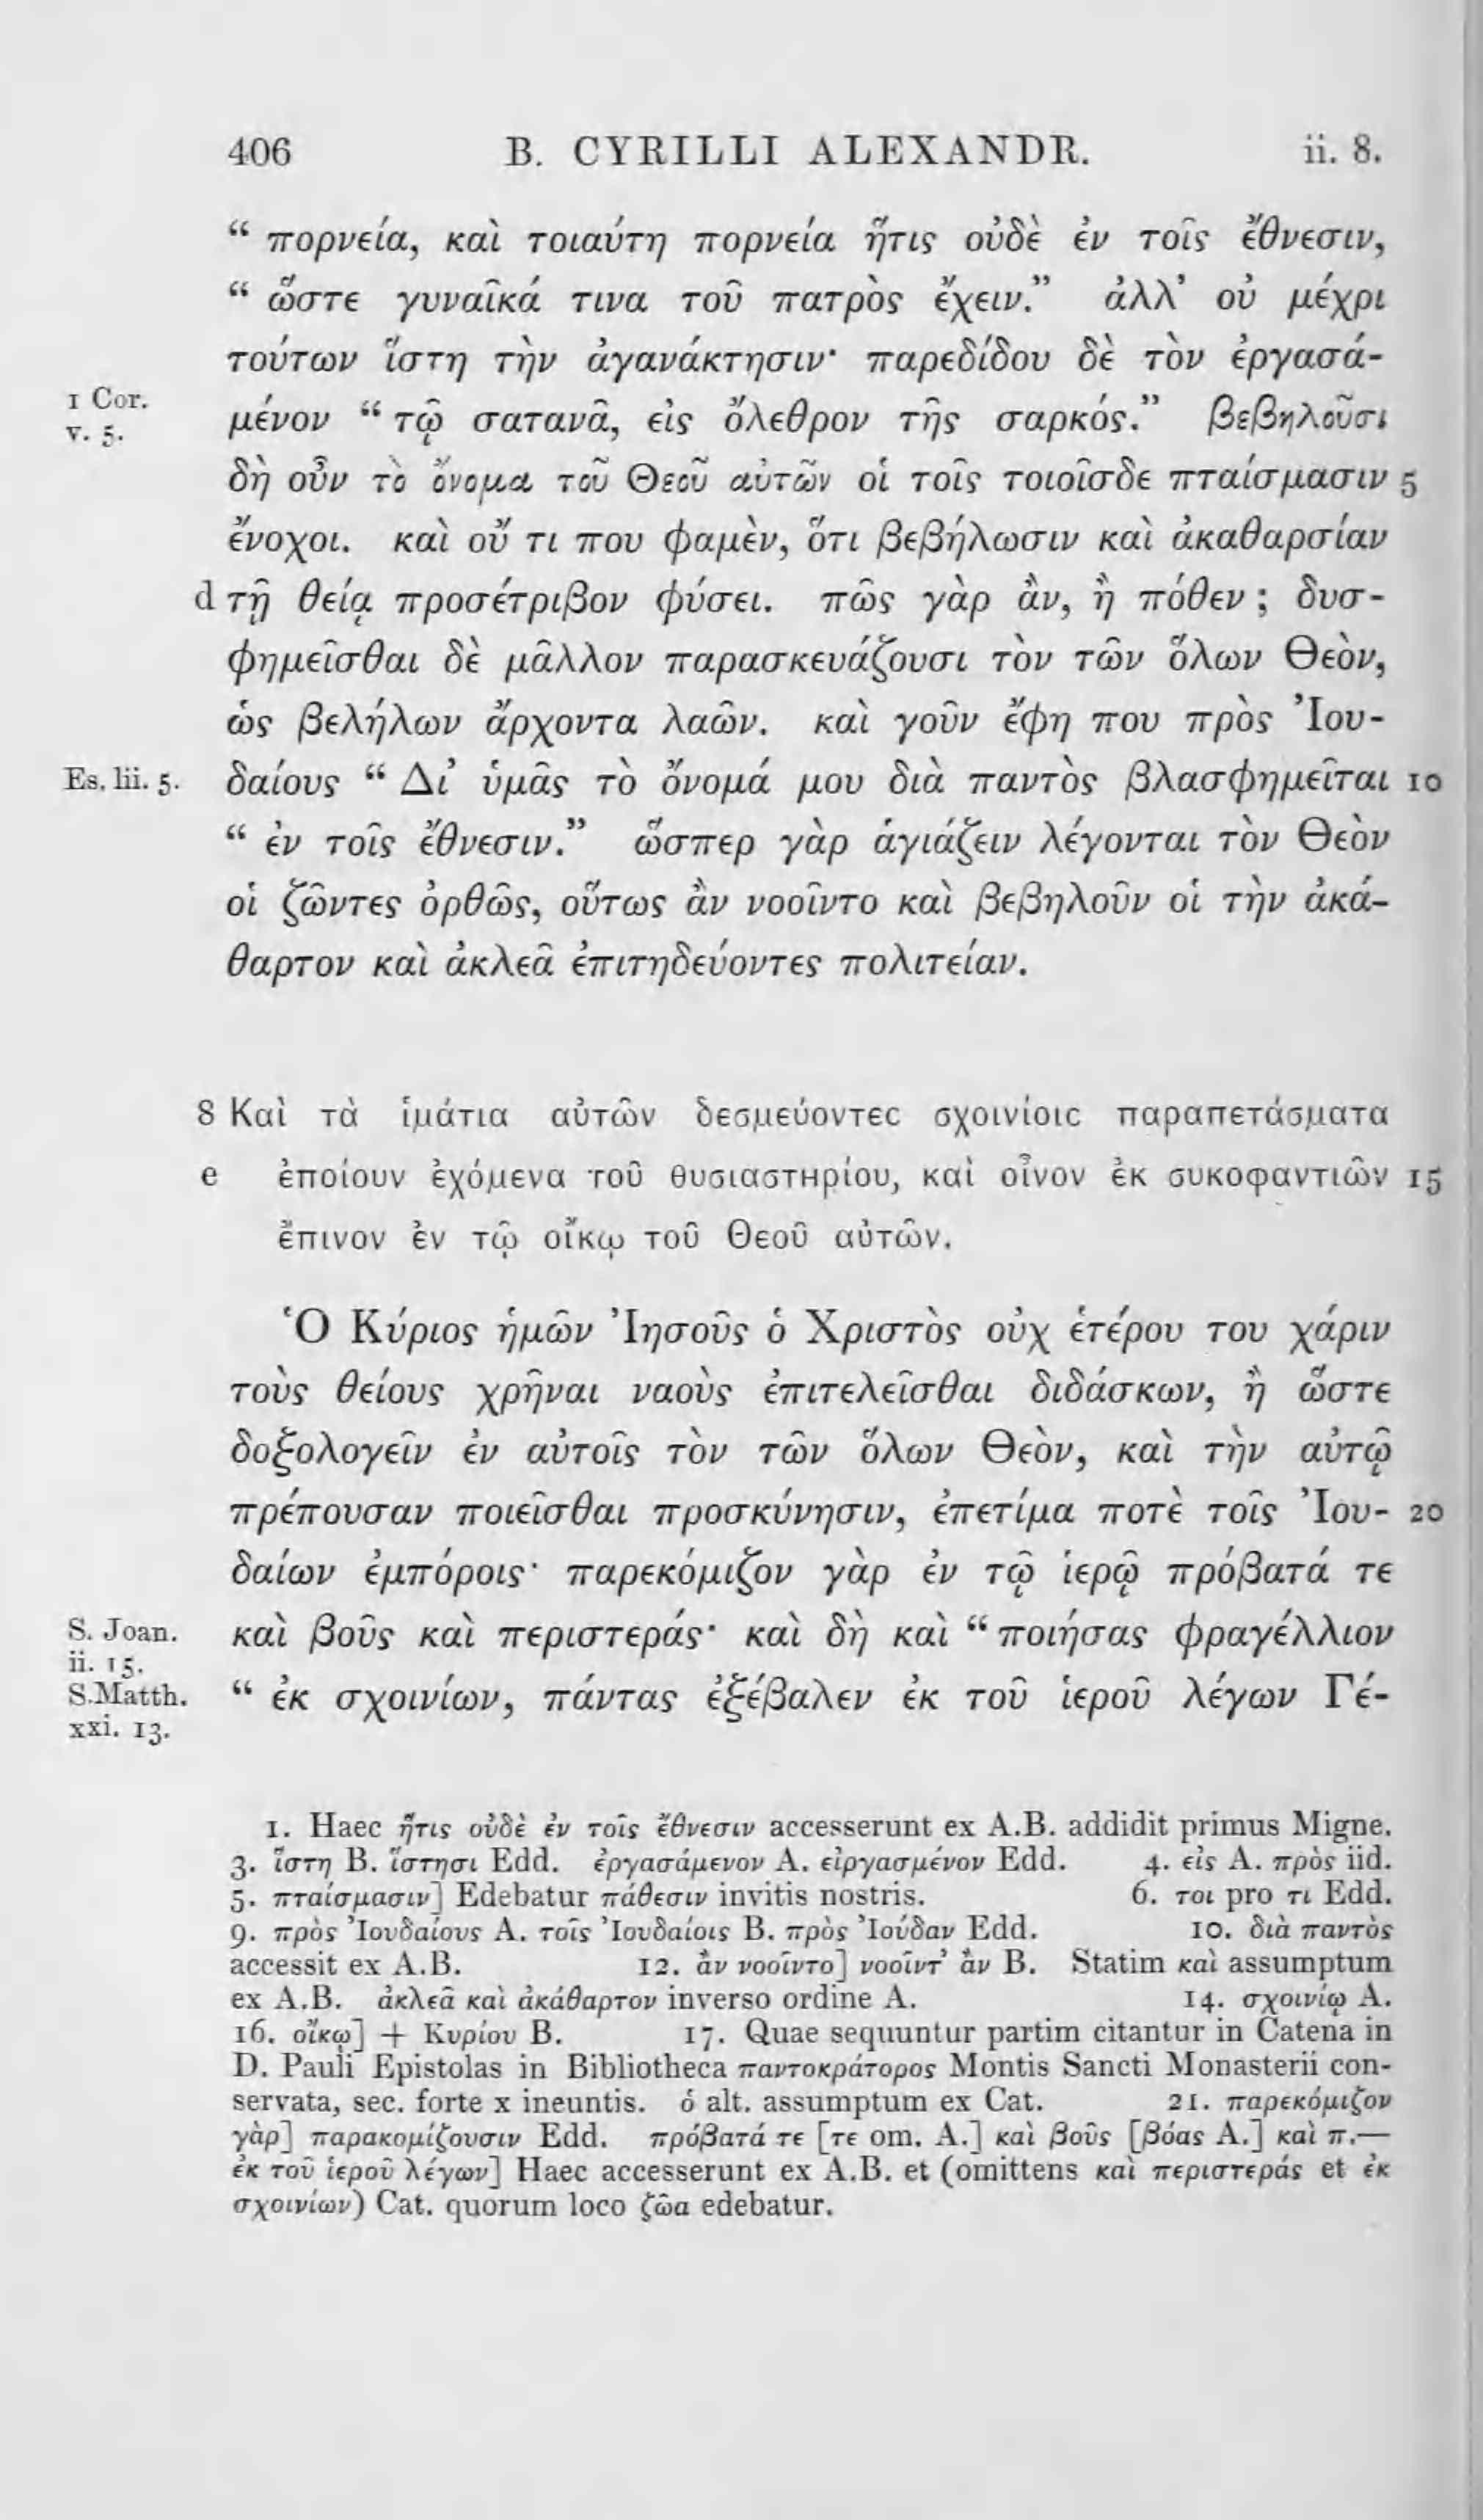 406 B. CYRILLI ALEXANDR. ii. 8.
“ πορνεία, καὶ τοιαύτη πορνεία ἥτις οὐδὲ ἐν τοῖς ἔθνεσιν,
“ ὥστε γυναῖκά τινα τοῦ πατρὸς ἔχειν.” ἀλλ’ οὐ μέχρι
τούτων ἵστη τὴν ἀγανάκτησιν· παρεδίδου δὲ τὸν ἐργασά-
1 Cor. v. 5. μένον “ τῷ σατανᾶ, εἰς ὄλεθρον τῆς σαρκός.” βεβηλοῦσι
δὴ οὖν τὸ ὄνομα τοῦ Θεοῦ αὐτῶν οἱ τοῖς τοιοῖσδε πταίσμασιν 5
ἔνοχοι. καὶ οὔ τι που φαμὲν, ὅτι βεβήλωσιν καὶ ἀκαθαρσίαν
d τῇ θείᾳ προσέτριβον φύσει. πῶς γὰρ ἂν, ἢ πόθεν ; δυσ-
φημεῖσθαι δὲ μᾶλλον παρασκευάζουσι τὸν τῶν ὅλων Θεὸν,
ὡς βελήλων ἄρχοντα λαῶν. καὶ γοῦν ἔφη που πρὸς Ἰου-
Es. lii. 5. δαίους “ Δι’ ὑμᾶς τὸ ὄνομά μου διὰ παντὸς βλασφημεῖται 10
“ ἐν τοῖς ἔθνεσιν.” ὥσπερ γὰρ ἁγιάζειν λέγονται τὸν Θεὸν
οἱ ζῶντες ὀρθῶς, οὕτως ἂν νοοῖντο καὶ βεβηλοῦν οἱ τὴν ἀκά-
θαρτον καὶ ἀκλεᾶ ἐπιτηδεύοντες πολιτείαν.
8 Καὶ τὰ ἱμάτια αὐτῶν δεσμεύοντες σχοινίοις παραπετάσματα
e ἐποίουν ἐχόμενα τοῦ θυσιαστηρίου, καὶ οἶνον ἐκ συκοφαντιῶν 15
ἔπινον ἐν τῷ οἴκῳ τοῦ Θεοῦ αὐτῶν.
Ὁ Κύριος ἡμῶν Ἰησοῦς ὁ Χριστὸς οὐχ ἑτέρου του χάριν
τοὺς θείους χρῆναι ναοὺς ἐπιτελεῖσθαι διδάσκων, ἢ ὥστε
δοξολογεῖν ἐν αὐτοῖς τὸν τῶν ὅλων Θεὸν, καὶ τὴν αὐτῷ
πρέπουσαν ποιεῖσθαι προσκύνησιν, ἐπετίμα ποτὲ τοῖς Ἰου- 20
δαίων ἐμπόροις· παρεκόμιζον γὰρ ἐν τῷ ἱερῷ πρόβατά τε
S. Joan. ii. 15. καὶ βοῦς καὶ περιστεράς· καὶ δὴ καὶ “ ποιήσας φραγέλλιον
S.Matth. xxi. 13. “ ἐκ σχοινίων, πάντας ἐξέβαλεν ἐκ τοῦ ἱεροῦ λέγων Γέ-
1. Haec ἥτις οὐδὲ ἐν τοῖς ἔθνεσιν accesserunt ex A.B. addidit primus Migne.
3. ἵστη B. ἵστησι Edd. ἐργασάμενον A. εἰργασμένον Edd. 4. εἰς A. πρὸς iid.
5. πταίσμασιν] Edebatur πάθεσιν invitis nostris. 6. τοι pro τι Edd.
9. πρὸς Ἰουδαίους A. τοῖς Ἰουδαίοις B. πρὸς Ἰούδαν Edd. 10. διὰ παντὸς
accessit ex A.B. 12. ἂν νοοῖντο] νοοῖντ’ ἂν B. Statim καὶ assumptum
ex A.B. ἀκλεᾶ καὶ ἀκάθαρτον inverso ordine A. 14. σχοινίῳ A.
16. οἴκῳ] + Κυρίου B. 17. Quae sequuntur partim citantur in Catena in
D. Pauli Epistolas in Bibliotheca παντοκράτορος Montis Sancti Monasterii con-
servata, sec. forte x ineuntis. ὁ alt. assumptum ex Cat. 21. παρεκόμιζον
γὰρ] παρακομίζουσιν Edd. πρόβατά τε [τε om. A.] καὶ βοῦς [βόας A.] καὶ π.—
ἐκ τοῦ ἱεροῦ λέγων] Haec accesserunt ex A.B. et (omittens καὶ περιστεράς et ἐκ
σχοινίων) Cat. quorum loco ζῶα edebatur.